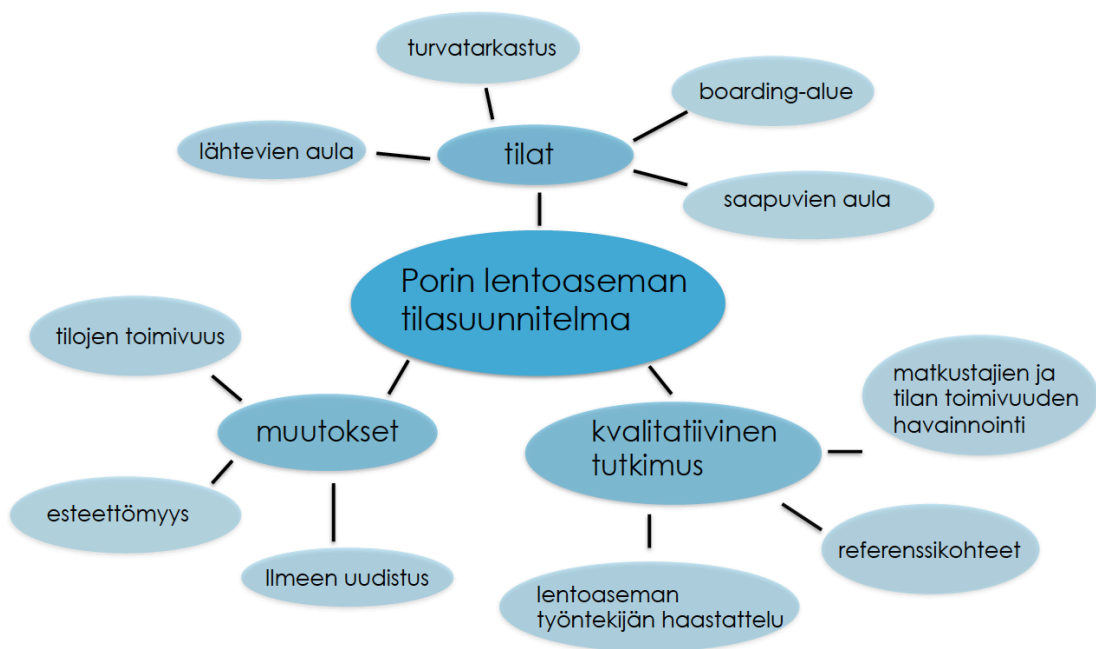 turvatarkastus
boarding-alue
lähtevien aula
tilat
saapuvien aula
Porin lentoaseman
tilasuunnitelma
tilojen toimivuus
muutokset
esteettömyys
Ilmeen uudistus
kvalitatiivinen
tutkimus
matkustajien ja
tilan toimivuuden
havainnointi
referenssikohteet
lentoaseman
työntekijän haastattelu